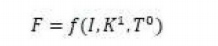 F = f(I, K¹, T⁰)